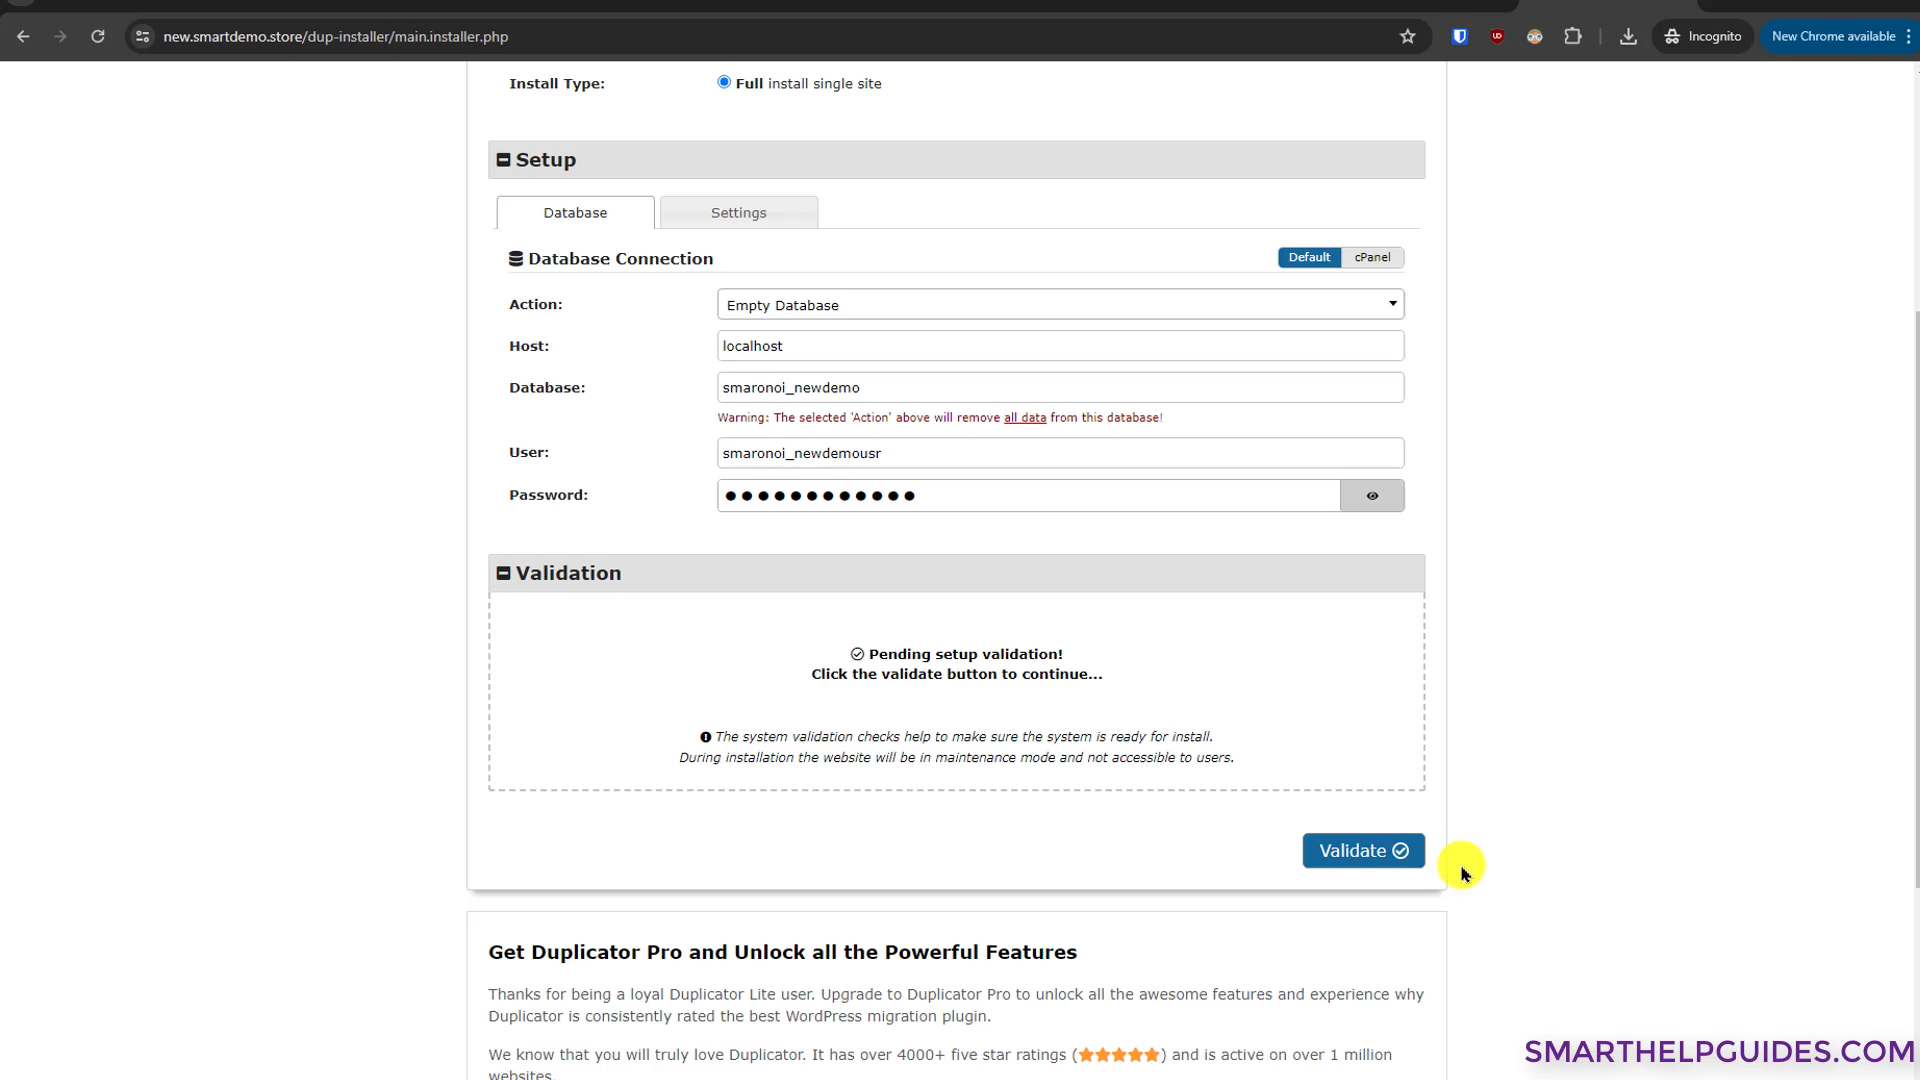 new.smartdemo.store/dup-installer/main.installer.php
Incognito
New Chrome available
Install Type:
Full install single site
Setup
Database
Settings
Database Connection
Default
cPanel
Action:
Empty Database
Host:
localhost
Database:
smaronoi_newdemo
Warning: The selected 'Action' above will remove all data from this database!
User:
smaronoi_newdemousr
Password:
Validation
Pending setup validation!
Click the validate button to continue...
The system validation checks help to make sure the system is ready for install.
During installation the website will be in maintenance mode and not accessible to users.
Validate
Get Duplicator Pro and Unlock all the Powerful Features
Thanks for being a loyal Duplicator Lite user. Upgrade to Duplicator Pro to unlock all the awesome features and experience why
Duplicator is consistently rated the best WordPress migration plugin.
We know that you will truly love Duplicator. It has over 4000+ five star ratings (★★★★★) and is active on over 1 million
websites.
SMARTHELPGUIDES.COM